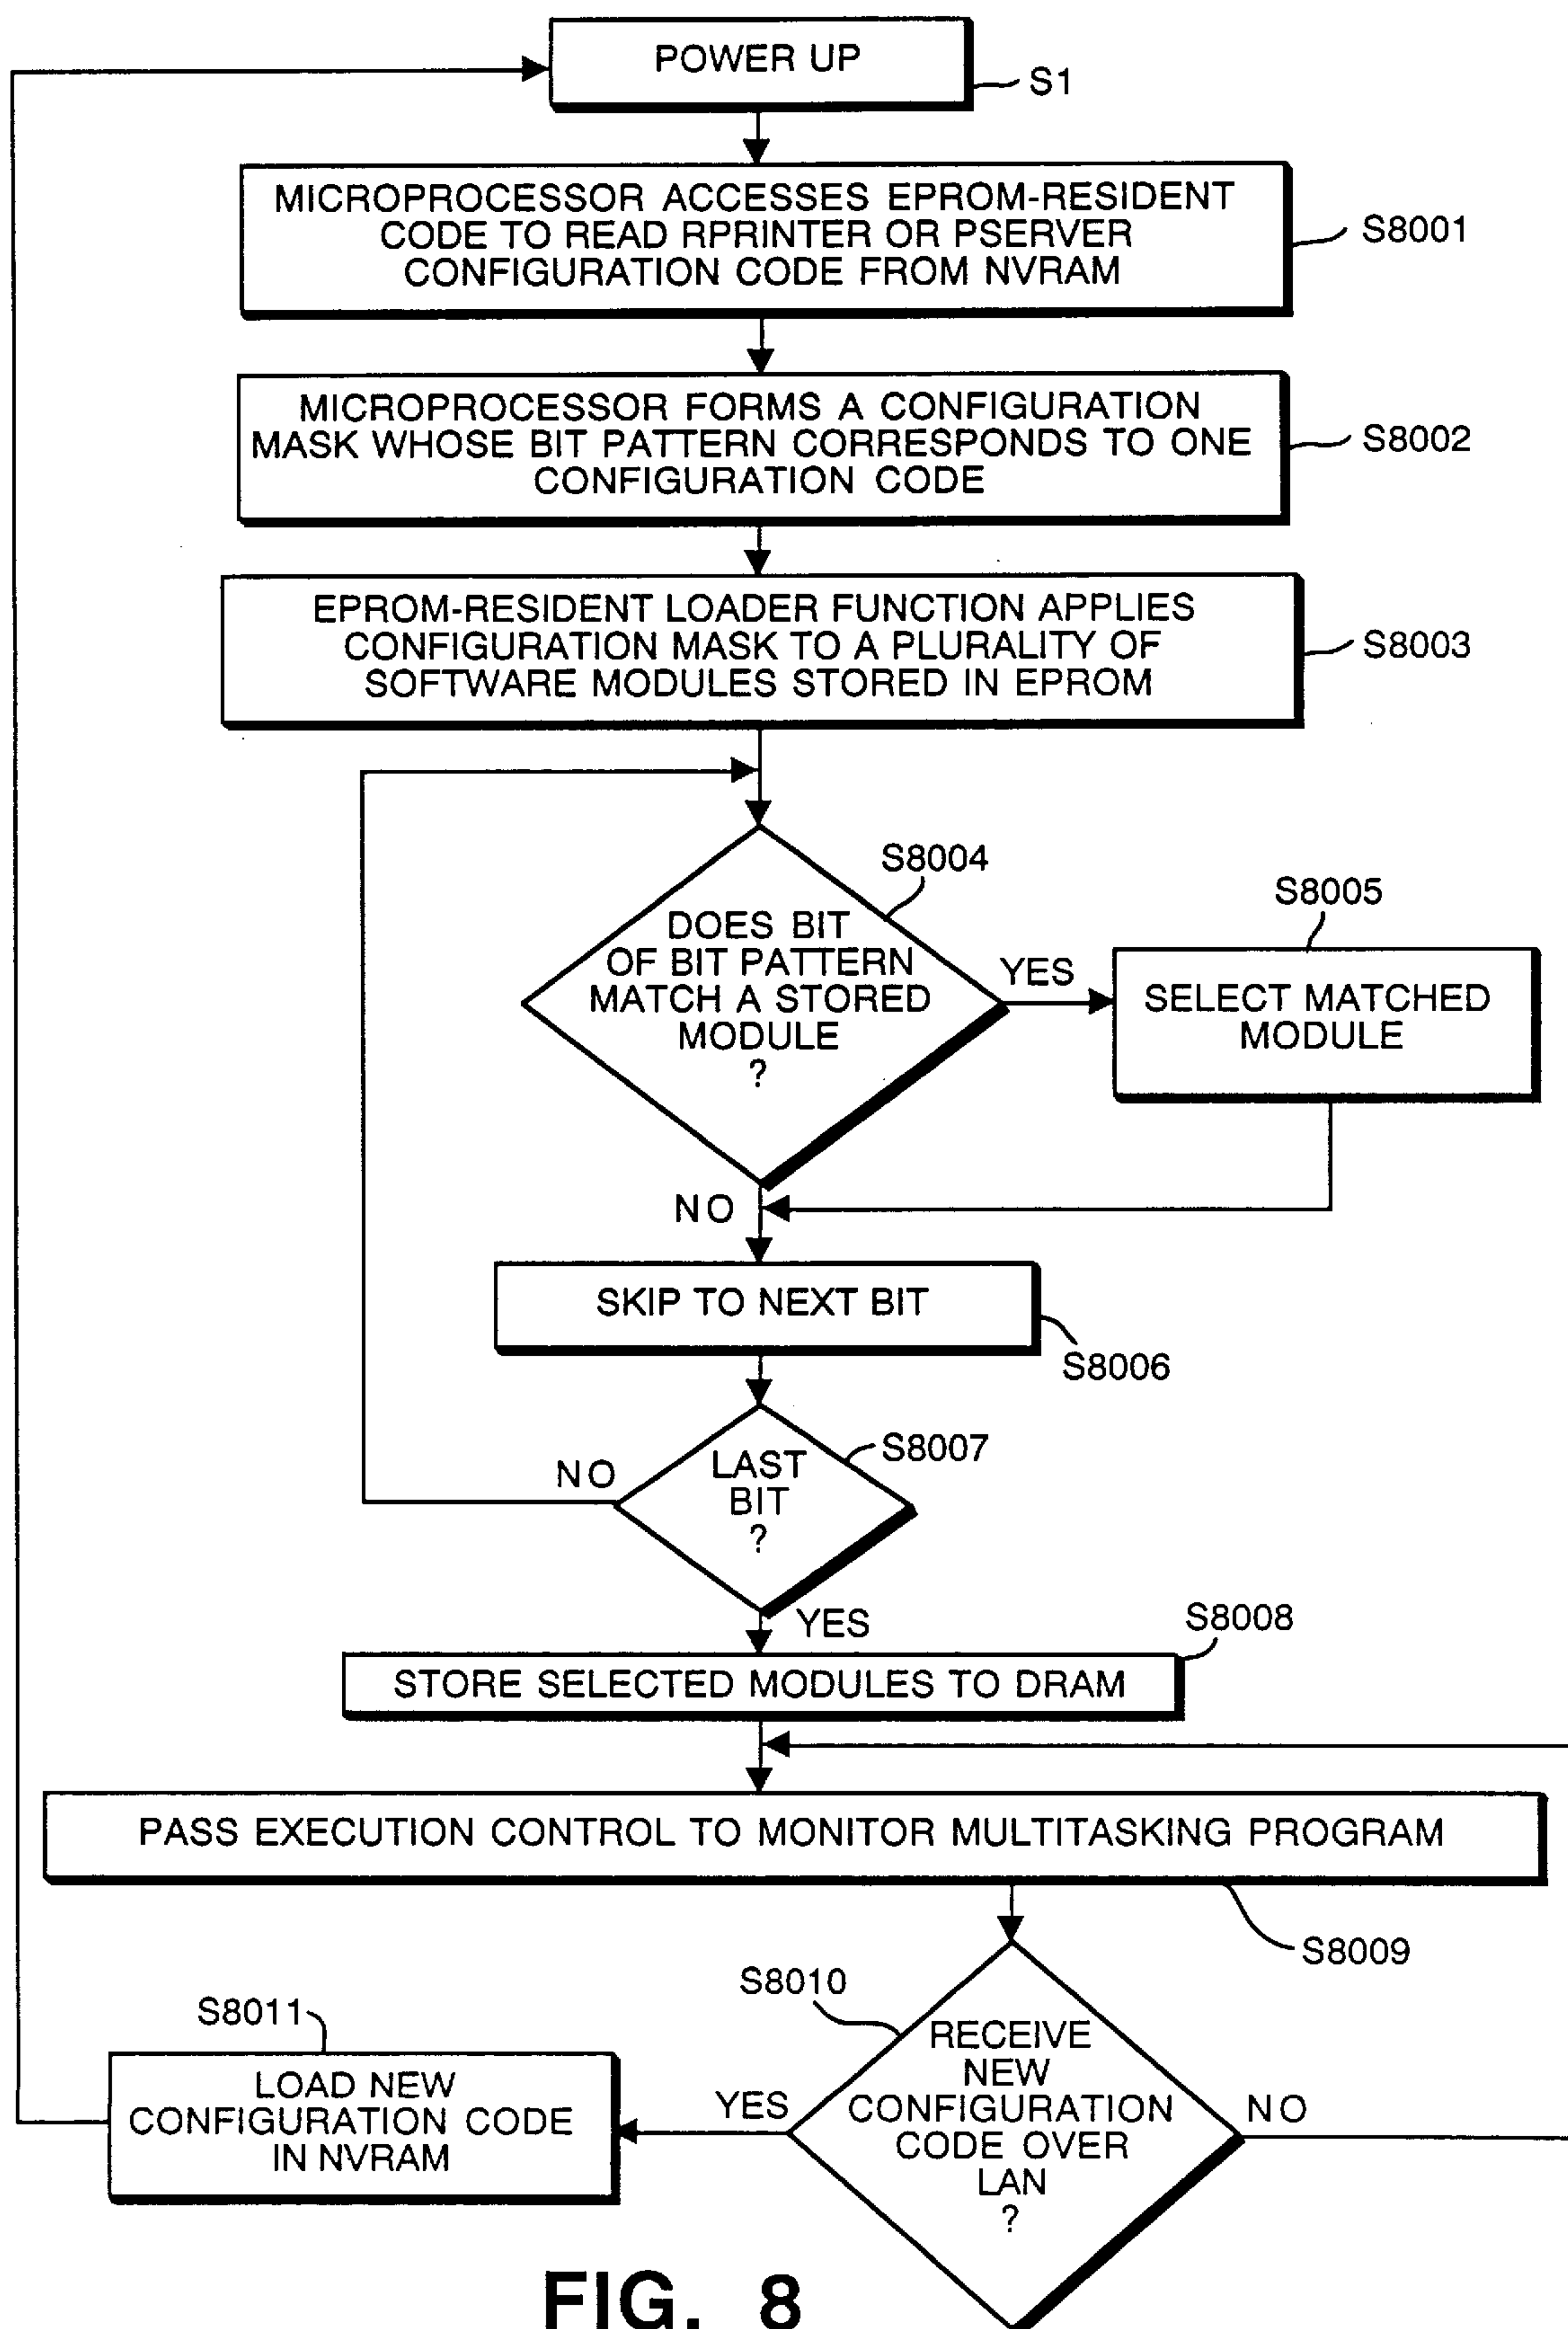 POWER UP
S1
MICROPROCESSOR ACCESSES EPROM-RESIDENT
CODE TO READ RPRINTER OR PSERVER
CONFIGURATION CODE FROM NVRAM
S8001
MICROPROCESSOR FORMS A CONFIGURATION
MASK WHOSE BIT PATTERN CORRESPONDS TO ONE
CONFIGURATION CODE
S8002
EPROM-RESIDENT LOADER FUNCTION APPLIES
CONFIGURATION MASK TO A PLURALITY OF
SOFTWARE MODULES STORED IN EPROM
S8003
S8004
DOES BIT
OF BIT PATTERN
MATCH A STORED
MODULE
?
YES
S8005
SELECT MATCHED
MODULE
NO
SKIP TO NEXT BIT
S8006
S8007
LAST
BIT
?
NO
YES
S8008
STORE SELECTED MODULES TO DRAM
PASS EXECUTION CONTROL TO MONITOR MULTITASKING PROGRAM
S8009
S8010
RECEIVE
NEW
CONFIGURATION
CODE OVER
LAN
?
YES
NO
S8011
LOAD NEW
CONFIGURATION CODE
IN NVRAM
FIG. 8